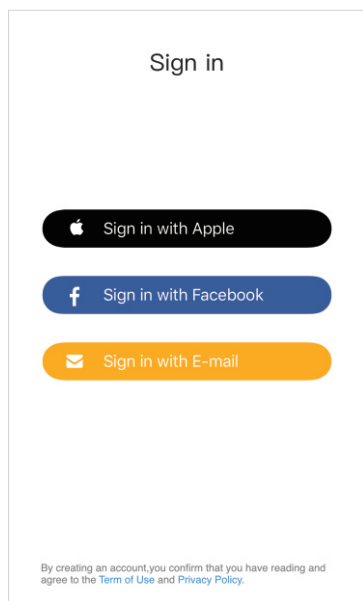 Sign in
Sign in with Apple
Sign in with Facebook
Sign in with E-mail
By creating an account,you confirm that you have reading and
agree to the Term of Use and Privacy Policy.